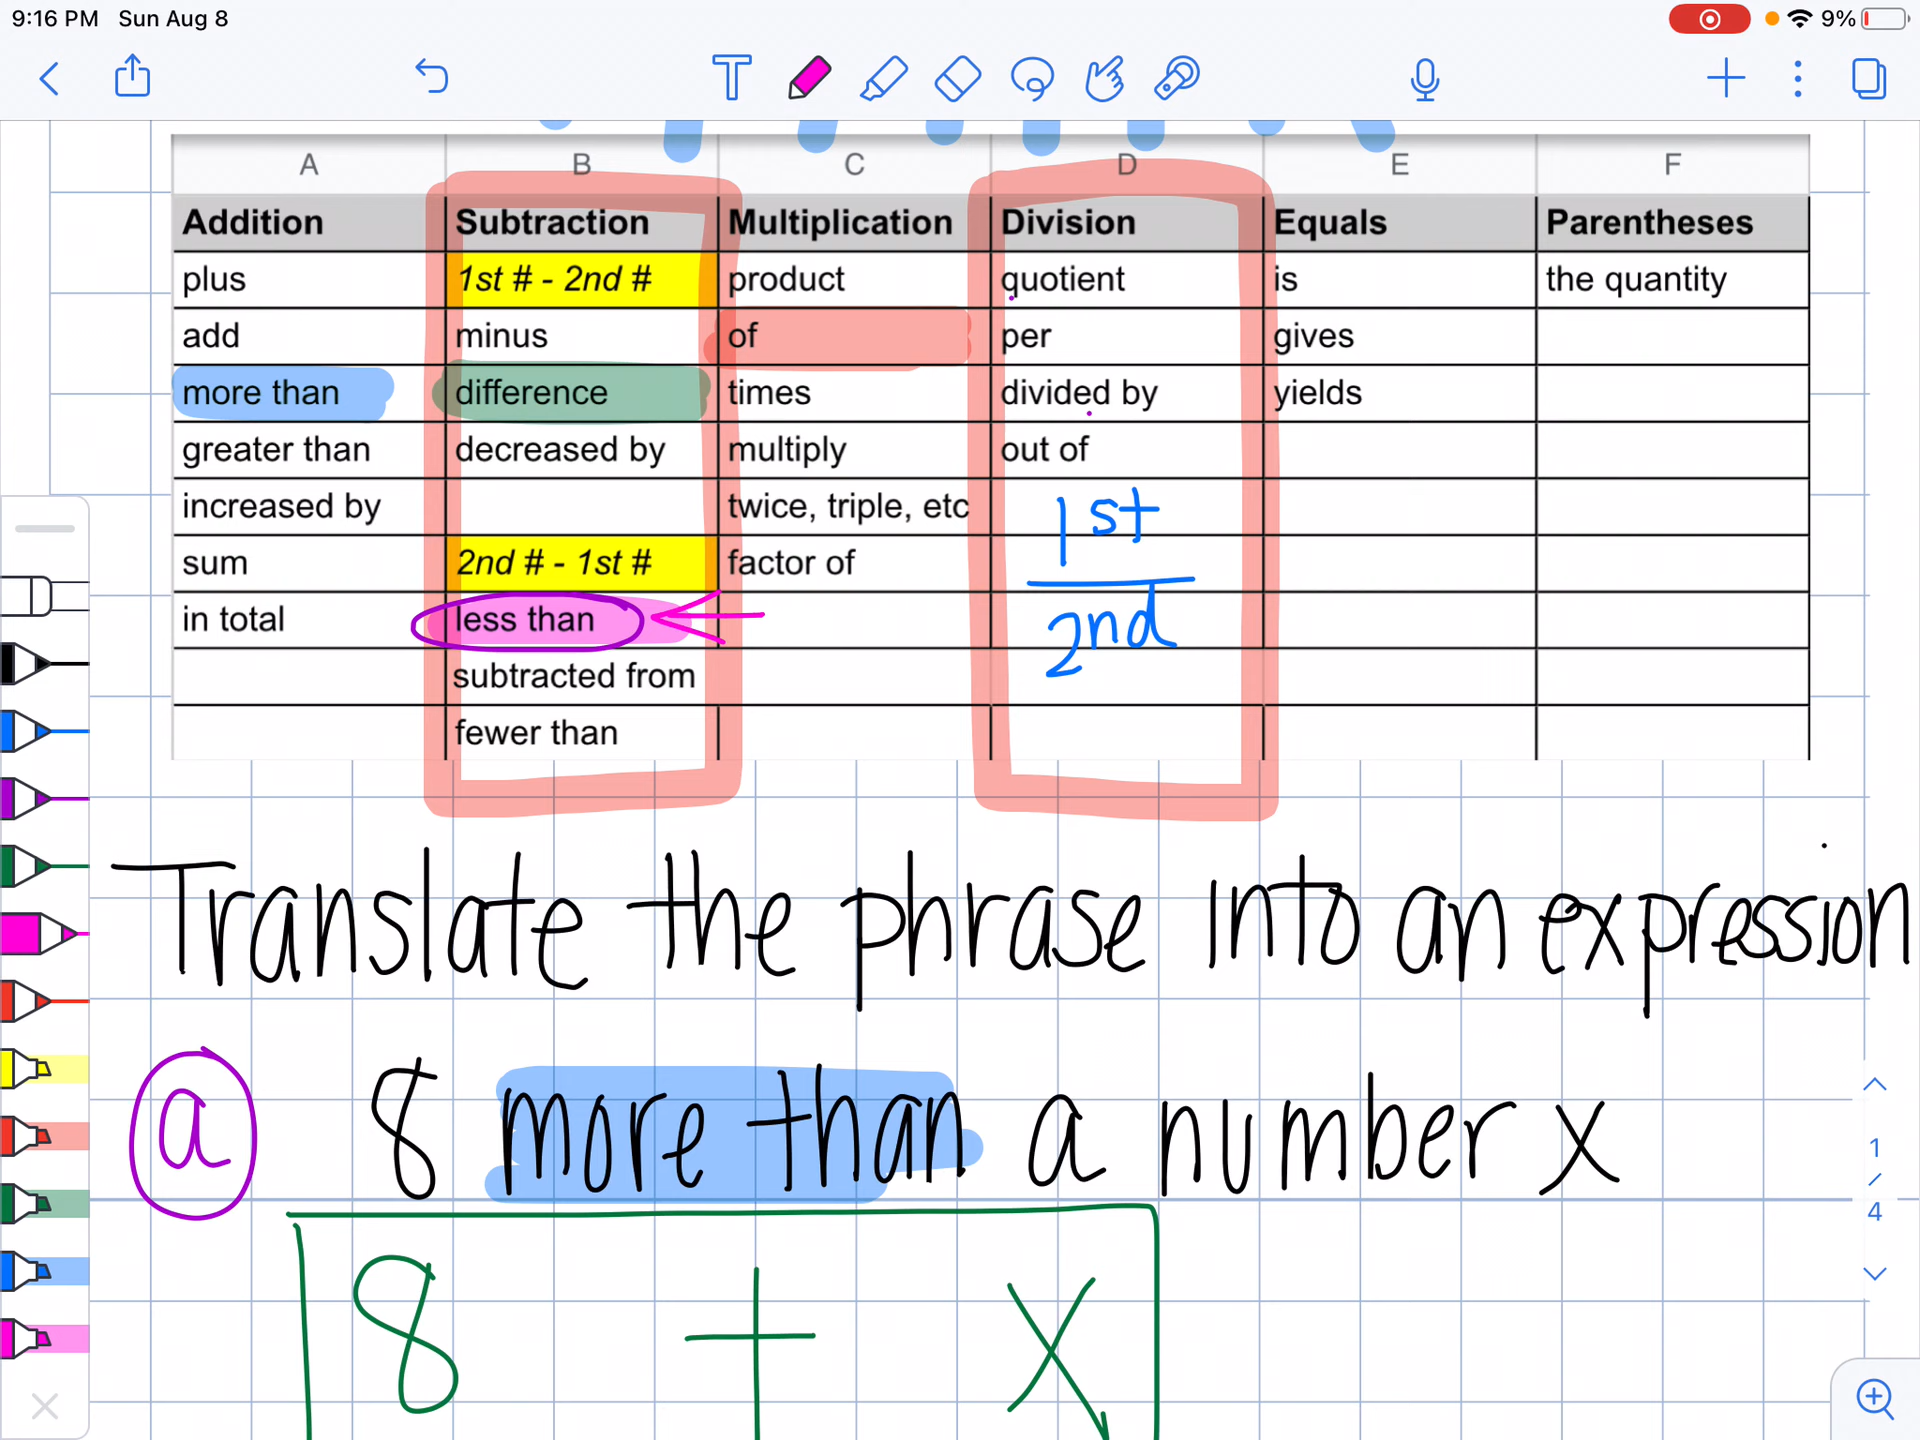 9:16 PM Sun Aug 8 9%
A B C D E F
Addition Subtraction Multiplication Division Equals Parentheses
plus 1st # - 2nd # product quotient is the quantity
add minus of per gives
more than difference times divided by yields
greater than decreased by multiply out of
increased by twice, triple, etc 1st
sum 2nd # - 1st # factor of
in total less than 2nd
subtracted from
fewer than
Translate the phrase into an expression
a 8 more than a number x
1
/
4
8 + x